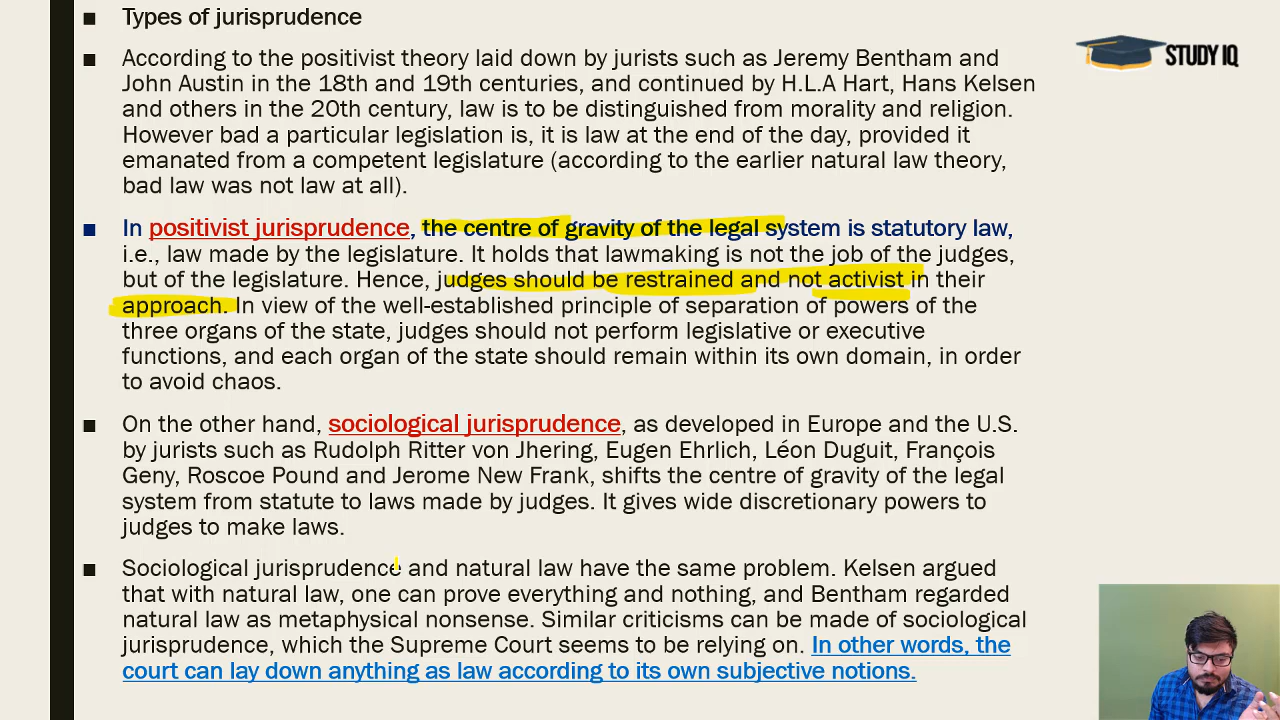 Types of jurisprudence
STUDY IQ
According to the positivist theory laid down by jurists such as Jeremy Bentham and
John Austin in the 18th and 19th centuries, and continued by H.L.A Hart, Hans Kelsen
and others in the 20th century, law is to be distinguished from morality and religion.
However bad a particular legislation is, it is law at the end of the day, provided it
emanated from a competent legislature (according to the earlier natural law theory,
bad law was not law at all).
In positivist jurisprudence, the centre of gravity of the legal system is statutory law,
i.e., law made by the legislature. It holds that lawmaking is not the job of the judges,
but of the legislature. Hence, judges should be restrained and not activist in their
approach. In view of the well-established principle of separation of powers of the
three organs of the state, judges should not perform legislative or executive
functions, and each organ of the state should remain within its own domain, in order
to avoid chaos.
On the other hand, sociological jurisprudence, as developed in Europe and the U.S.
by jurists such as Rudolph Ritter von Jhering, Eugen Ehrlich, Léon Duguit, François
Geny, Roscoe Pound and Jerome New Frank, shifts the centre of gravity of the legal
system from statute to laws made by judges. It gives wide discretionary powers to
judges to make laws.
Sociological jurisprudence and natural law have the same problem. Kelsen argued
that with natural law, one can prove everything and nothing, and Bentham regarded
natural law as metaphysical nonsense. Similar criticisms can be made of sociological
jurisprudence, which the Supreme Court seems to be relying on. In other words, the
court can lay down anything as law according to its own subjective notions.